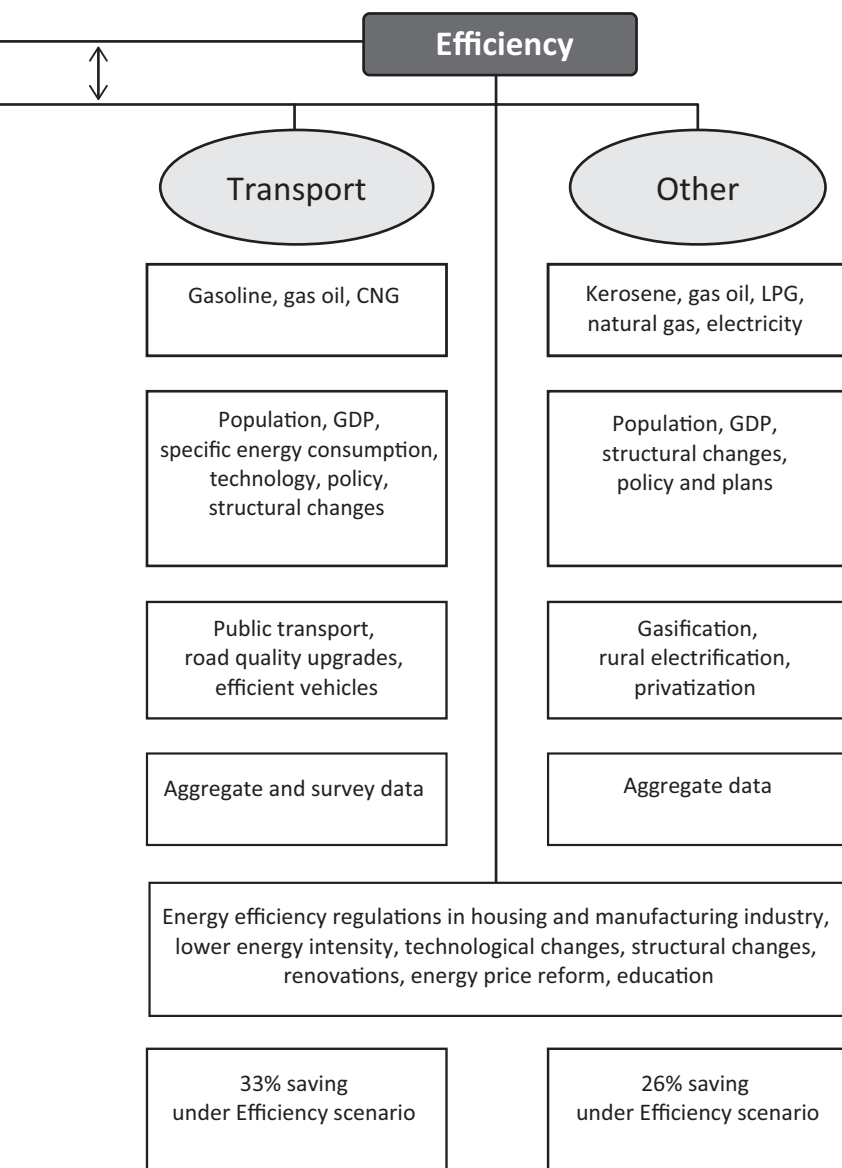 Efficiency
Transport
Other
Gasoline, gas oil, CNG
Kerosene, gas oil, LPG,
natural gas, electricity
Population, GDP,
specific energy consumption,
technology, policy,
structural changes
Population, GDP,
structural changes,
policy and plans
Public transport,
road quality upgrades,
efficient vehicles
Gasification,
rural electrification,
privatization
Aggregate and survey data
Aggregate data
Energy efficiency regulations in housing and manufacturing industry,
lower energy intensity, technological changes, structural changes,
renovations, energy price reform, education
33% saving
under Efficiency scenario
26% saving
under Efficiency scenario